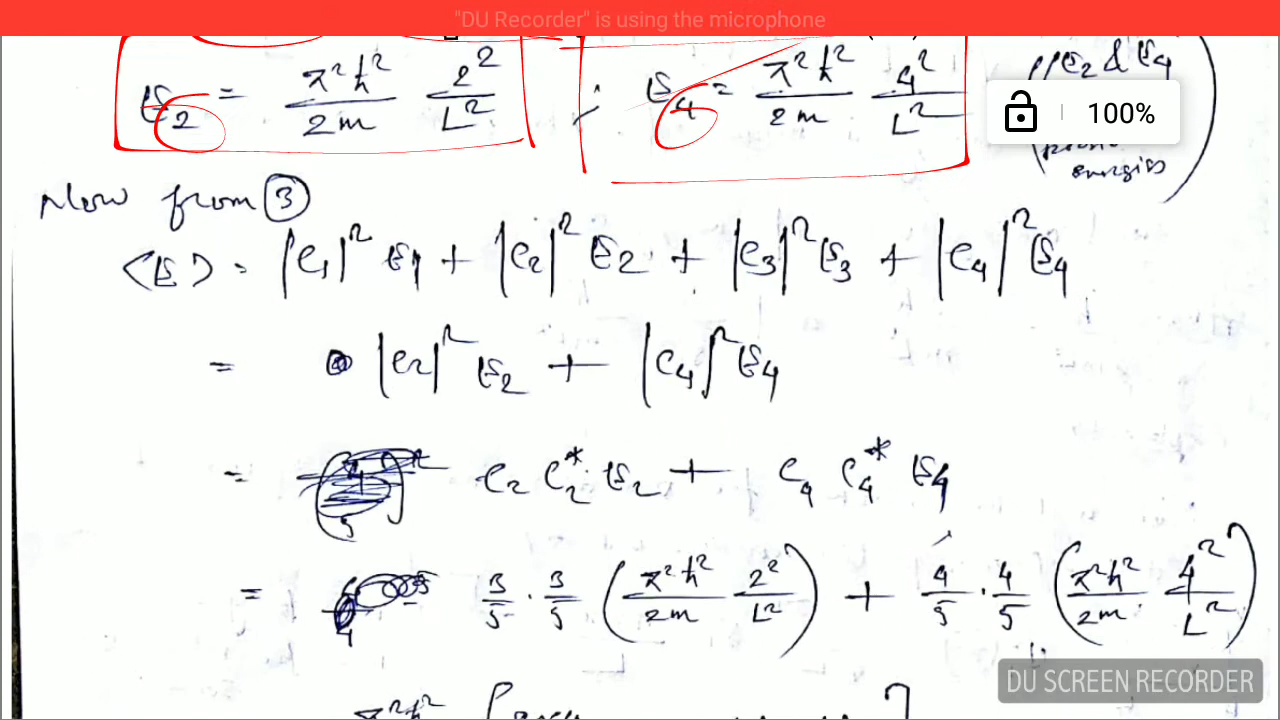 "DU Recorder" is using the microphone
E₂ = π²ħ²/2m 2²/L² ; E₄ = π²ħ²/2m 4²/L²
E₂ & E₄
energies
100%
Now from ③
⟨E⟩ = |C₁|² E₁ + |C₂|² E₂ + |C₃|² E₃ + |C₄|² E₄
= |C₂|² E₂ + |C₄|² E₄
= C₂ C₂* E₂ + C₄ C₄* E₄
= 3/5 · 3/5 (π²ħ²/2m 2²/L²) + 4/5 · 4/5 (π²ħ²/2m 4²/L²)
π²ħ²
DU SCREEN RECORDER